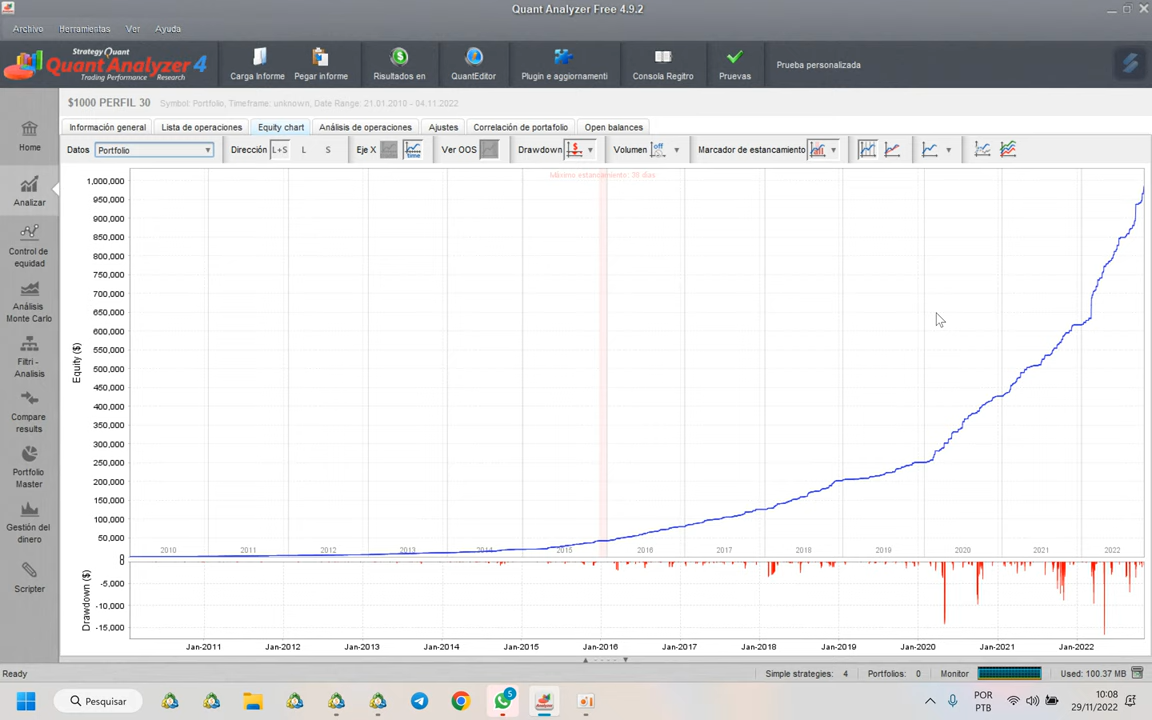 Quant Analyzer Free 4.9.2
Archivo Herramientas Ver Ayuda
StrategyQuant
QuantAnalyzer 4
Trading Performance Research
Carga Informe
Pegar informe
Risultados en
QuantEditor
Plugin e aggiornamenti
Consola Regitro
Pruevas
Prueba personalizada
$1000 PERFIL 30 Symbol: Portfolio, Timeframe: unknown, Date Range: 21.01.2010 - 04.11.2022
Información general Lista de operaciones Equity chart Análisis de operaciones Ajustes Correlación de portafolio Open balances
Datos Portfolio Dirección L+S L S Eje X time Ver OOS Drawdown Volumen off Marcador de estancamiento
Home
Analizar
Control de
equidad
Análisis
Monte Carlo
Filtri -
Analisis
Compare
results
Portfolio
Master
Gestión del
dinero
Scripter
Máximo estancamiento: 39 dias
Equity ($)
1,000,000
950,000
900,000
850,000
800,000
750,000
700,000
650,000
600,000
550,000
500,000
450,000
400,000
350,000
300,000
250,000
200,000
150,000
100,000
50,000
0
2010 2011 2012 2013 2014 2015 2016 2017 2018 2019 2020 2021 2022
Drawdown ($)
0
-5,000
-10,000
-15,000
Jan-2011 Jan-2012 Jan-2013 Jan-2014 Jan-2015 Jan-2016 Jan-2017 Jan-2018 Jan-2019 Jan-2020 Jan-2021 Jan-2022
Ready
Simple strategies: 4 Portfolios: 0 Monitor Used: 100.37 MB
Pesquisar
5
POR
PTB
10:08
29/11/2022